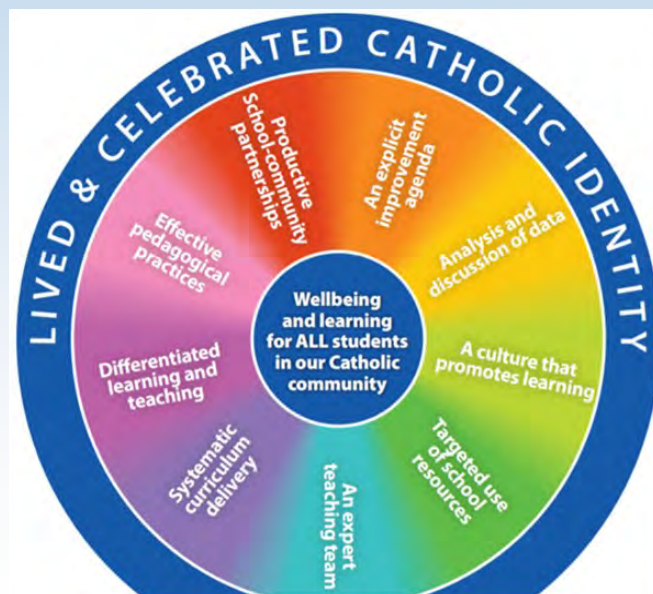 LIVED & CELEBRATED CATHOLIC IDENTITY
An explicit
improvement
agenda
Analysis and
discussion of data
A culture that
promotes learning
Targeted use
of school
resources
An expert
teaching team
Systematic
curriculum
delivery
Differentiated
learning and
teaching
Effective
pedagogical
practices
Productive
School-community
partnerships
Wellbeing
and learning
for ALL students
in our Catholic
community